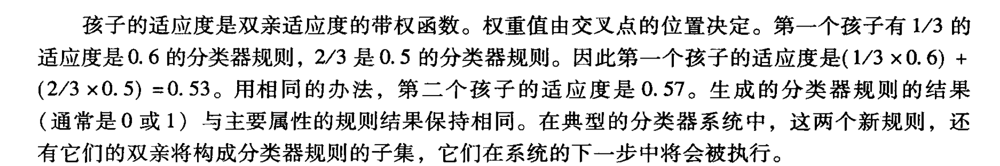 孩子的适应度是双亲适应度的带权函数。权重值由交叉点的位置决定。第一个孩子有 1/3 的
适应度是 0.6 的分类器规则，2/3 是 0.5 的分类器规则。因此第一个孩子的适应度是(1/3 ×0.6) +
(2/3 ×0.5) =0.53。用相同的办法，第二个孩子的适应度是 0.57。生成的分类器规则的结果
（通常是 0 或 1）与主要属性的规则结果保持相同。在典型的分类器系统中，这两个新规则，还
有它们的双亲将构成分类器规则的子集，它们在系统的下一步中将会被执行。